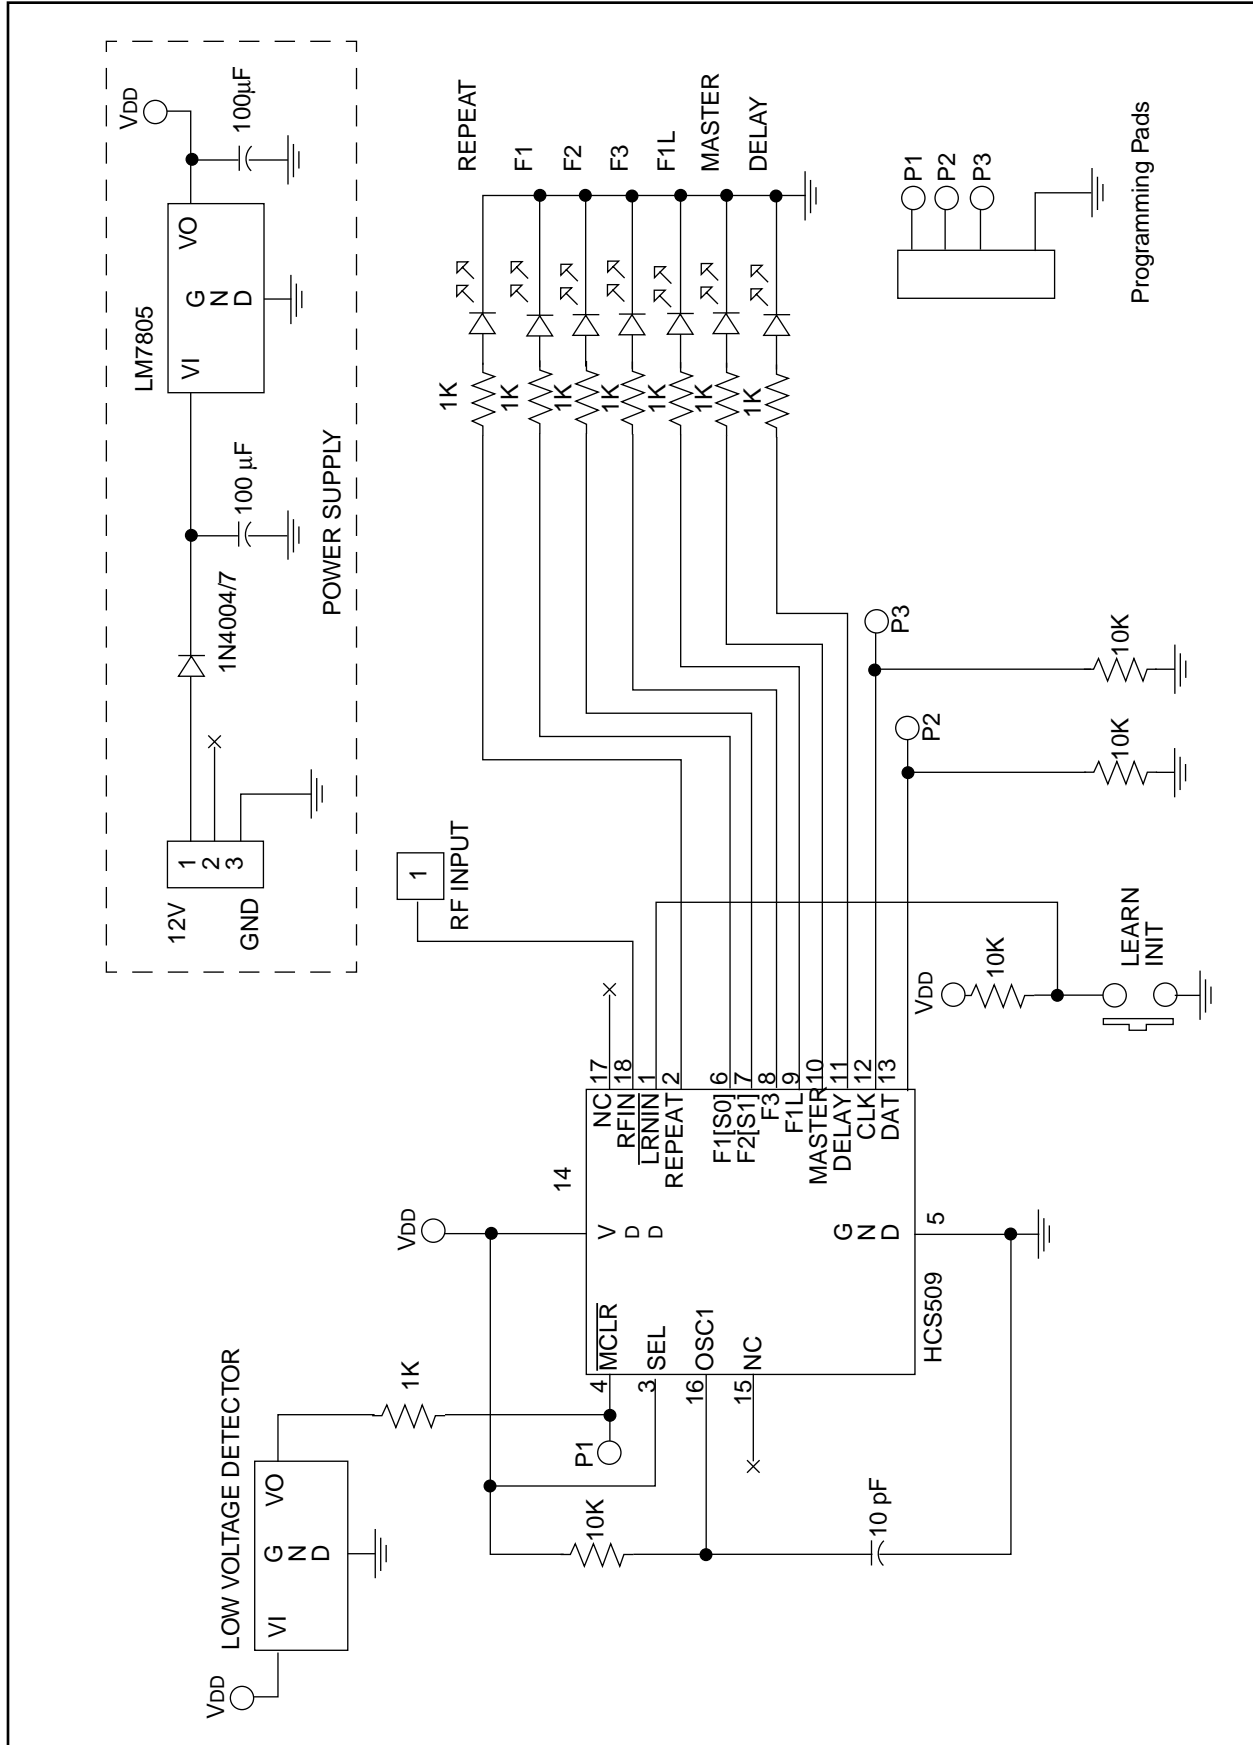 LOW VOLTAGE DETECTOR
VDD
VI
G
N
D
VO
1K
P1
VDD
10K
10 pF
4
3
16
15
MCLR
SEL
OSC1
NC
V
D
D
14
G
N
D
5
HCS509
NC
RFIN
LRNIN
REPEAT
F1[S0]
F2[S1]
F3
F1L
MASTER
DELAY
CLK
DAT
17
18
1
2
6
7
8
9
10
11
12
13
1
RF INPUT
VDD
10K
LEARN
INIT
P2
P3
10K
10K
1K
1K
1K
1K
1K
1K
1K
REPEAT
F1
F2
F3
F1L
MASTER
DELAY
P1
P2
P3
Programming Pads
12V
GND
1
2
3
1N4004/7
100 µF
LM7805
VI
G
N
D
VO
VDD
100µF
POWER SUPPLY